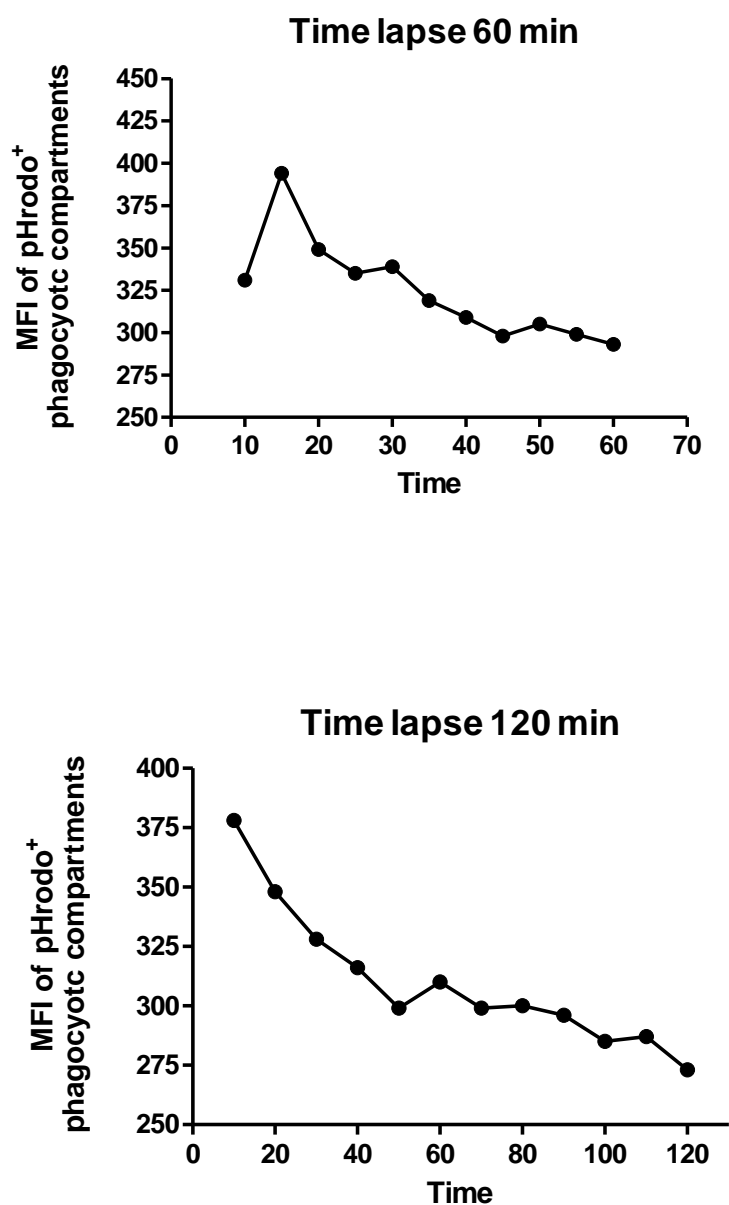 Time lapse 60 min
MFI of pHrodo+
phagocyotc compartments
450
425
400
375
350
325
300
275
250
0 10 20 30 40 50 60 70
Time
Time lapse 120 min
MFI of pHrodo+
phagocyotc compartments
400
375
350
325
300
275
250
0 20 40 60 80 100 120
Time